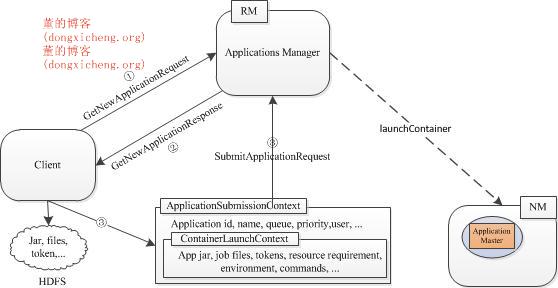 董的博客
(dongxicheng.org)
董的博客
(dongxicheng.org)
RM
Applications Manager
①
GetNewApplicationRequest
GetNewApplicationResponse
②
③
SubmitApplicationRequest
launchContainer
Client
③
Jar, files,
token,...
HDFS
ApplicationSubmissionContext
Application id, name, queue, priority,user, ...
ContainerLaunchContext
App jar, job files, tokens, resource requirement,
environment, commands, ...
NM
Application
Master